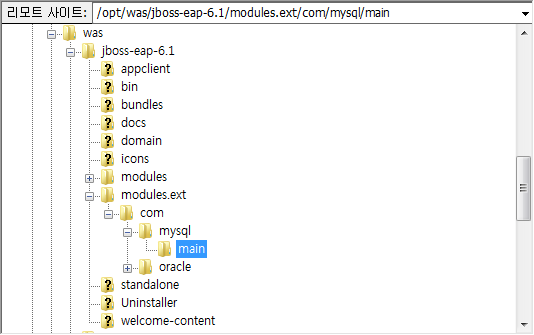 리모트 사이트: /opt/was/jboss-eap-6.1/modules.ext/com/mysql/main
was
jboss-eap-6.1
appclient
bin
bundles
docs
domain
icons
modules
modules.ext
com
mysql
main
oracle
standalone
Uninstaller
welcome-content